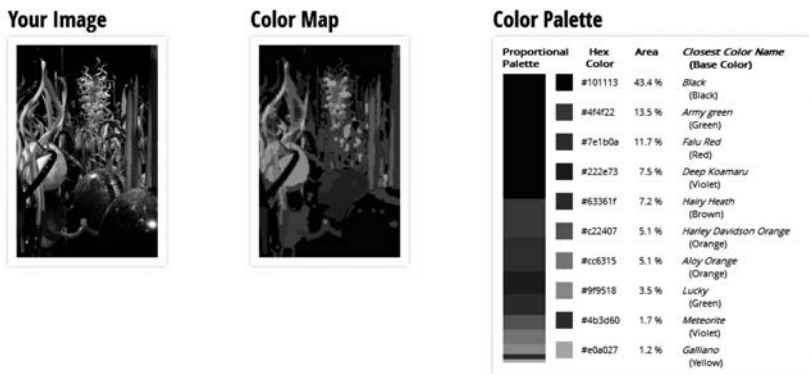 Your Image
Color Map
Color Palette
Proportional Palette Hex Color Area Closest Color Name (Base Color)
#101113 43.4 % Black
(Black)
#4f4f22 13.5 % Army green
(Green)
#7e1b0a 11.7 % Falu Red
(Red)
#222e73 7.5 % Deep Koamaru
(Violet)
#63361f 7.2 % Hairy Heath
(Brown)
#c22407 5.1 % Harley Davidson Orange
(Orange)
#cc6315 5.1 % Aloy Orange
(Orange)
#9f9518 3.5 % Lucky
(Green)
#4b3d60 1.7 % Meteorite
(Violet)
#e0a027 1.2 % Galliano
(Yellow)